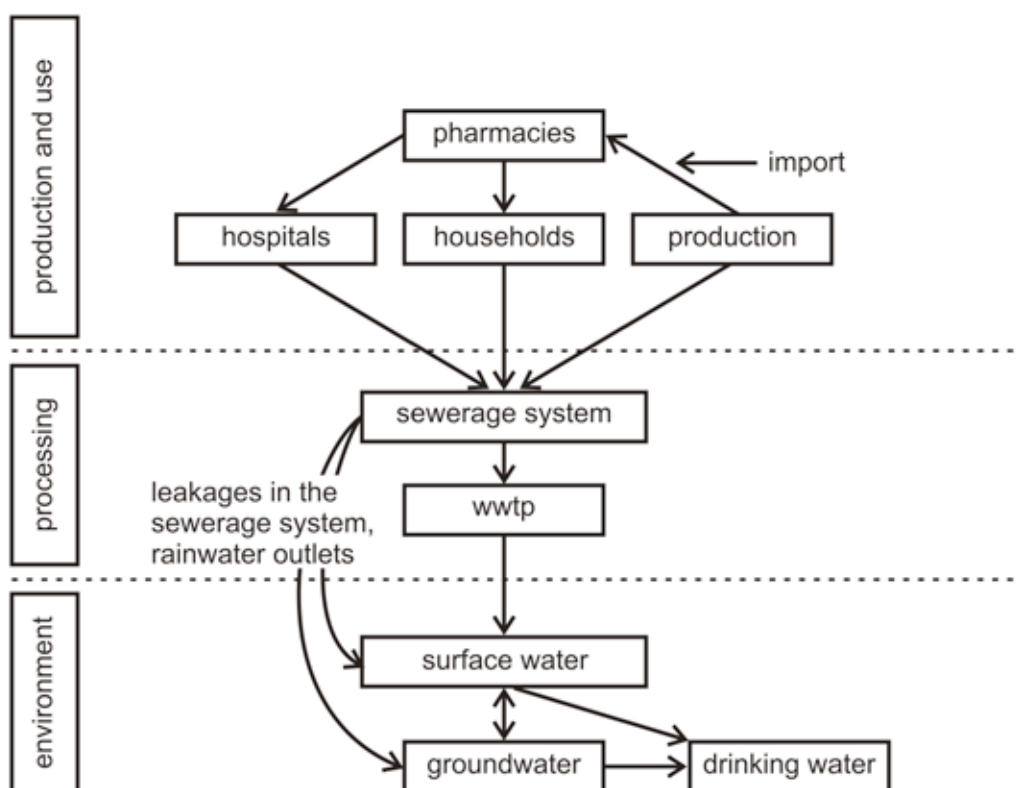 production and use
pharmacies
import
hospitals
households
production
processing
sewerage system
leakages in the
sewerage system,
rainwater outlets
wwtp
environment
surface water
groundwater
drinking water